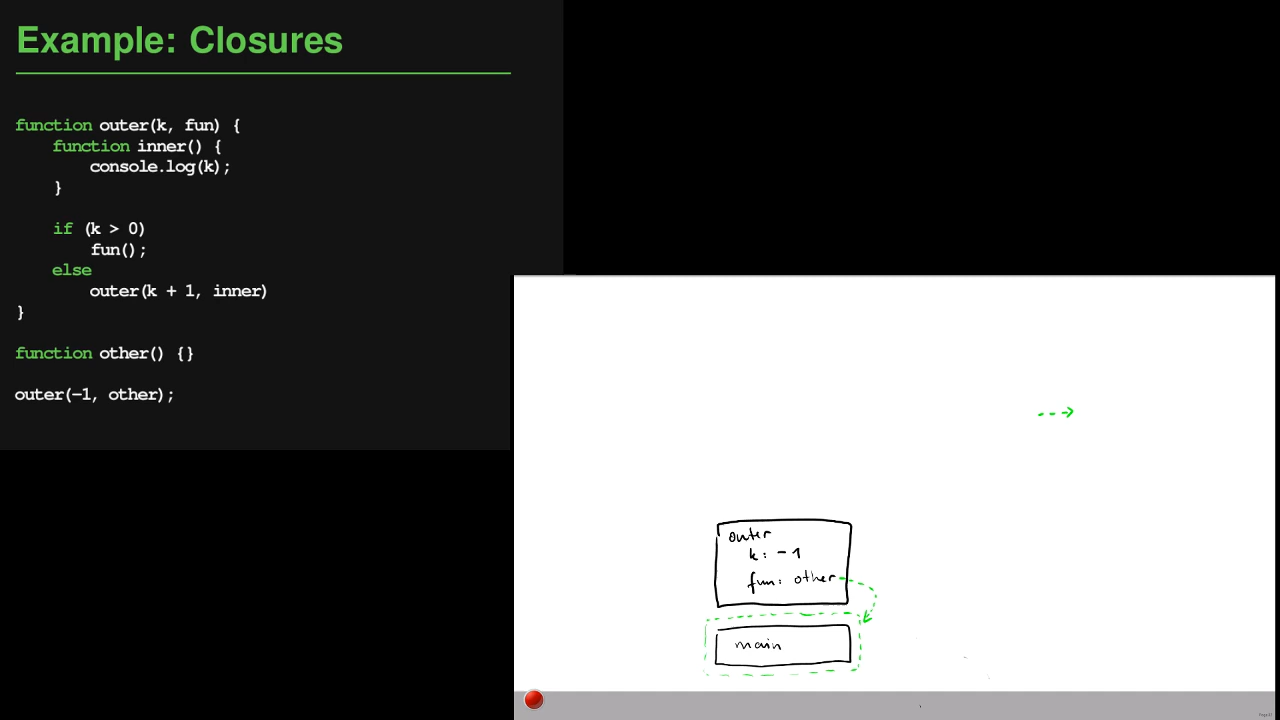 Example: Closures
function outer(k, fun) {
    function inner() {
        console.log(k);
    }
    if (k > 0)
        fun();
    else
        outer(k + 1, inner)
}
function other() {}
outer(-1, other);
outer
k: -1
fun: other
main